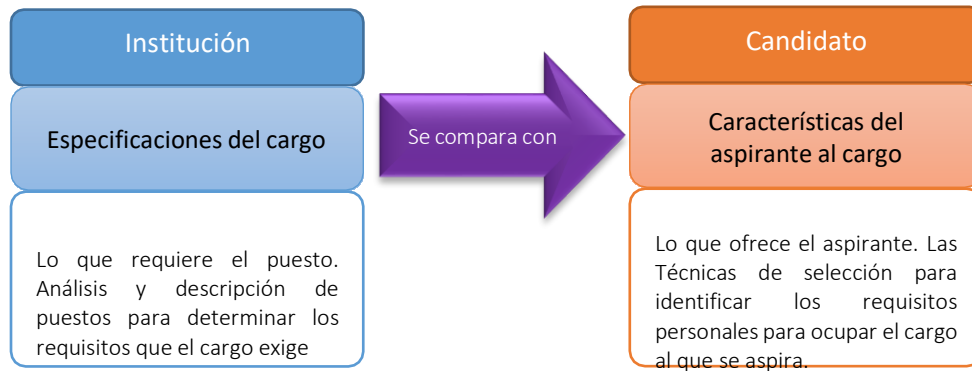 Institución
Especificaciones del cargo
Lo que requiere el puesto.
Análisis y descripción de
puestos para determinar los
requisitos que el cargo exige
Se compara con
Candidato
Características del
aspirante al cargo
Lo que ofrece el aspirante. Las
Técnicas de selección para
identificar los requisitos
personales para ocupar el cargo
al que se aspira.